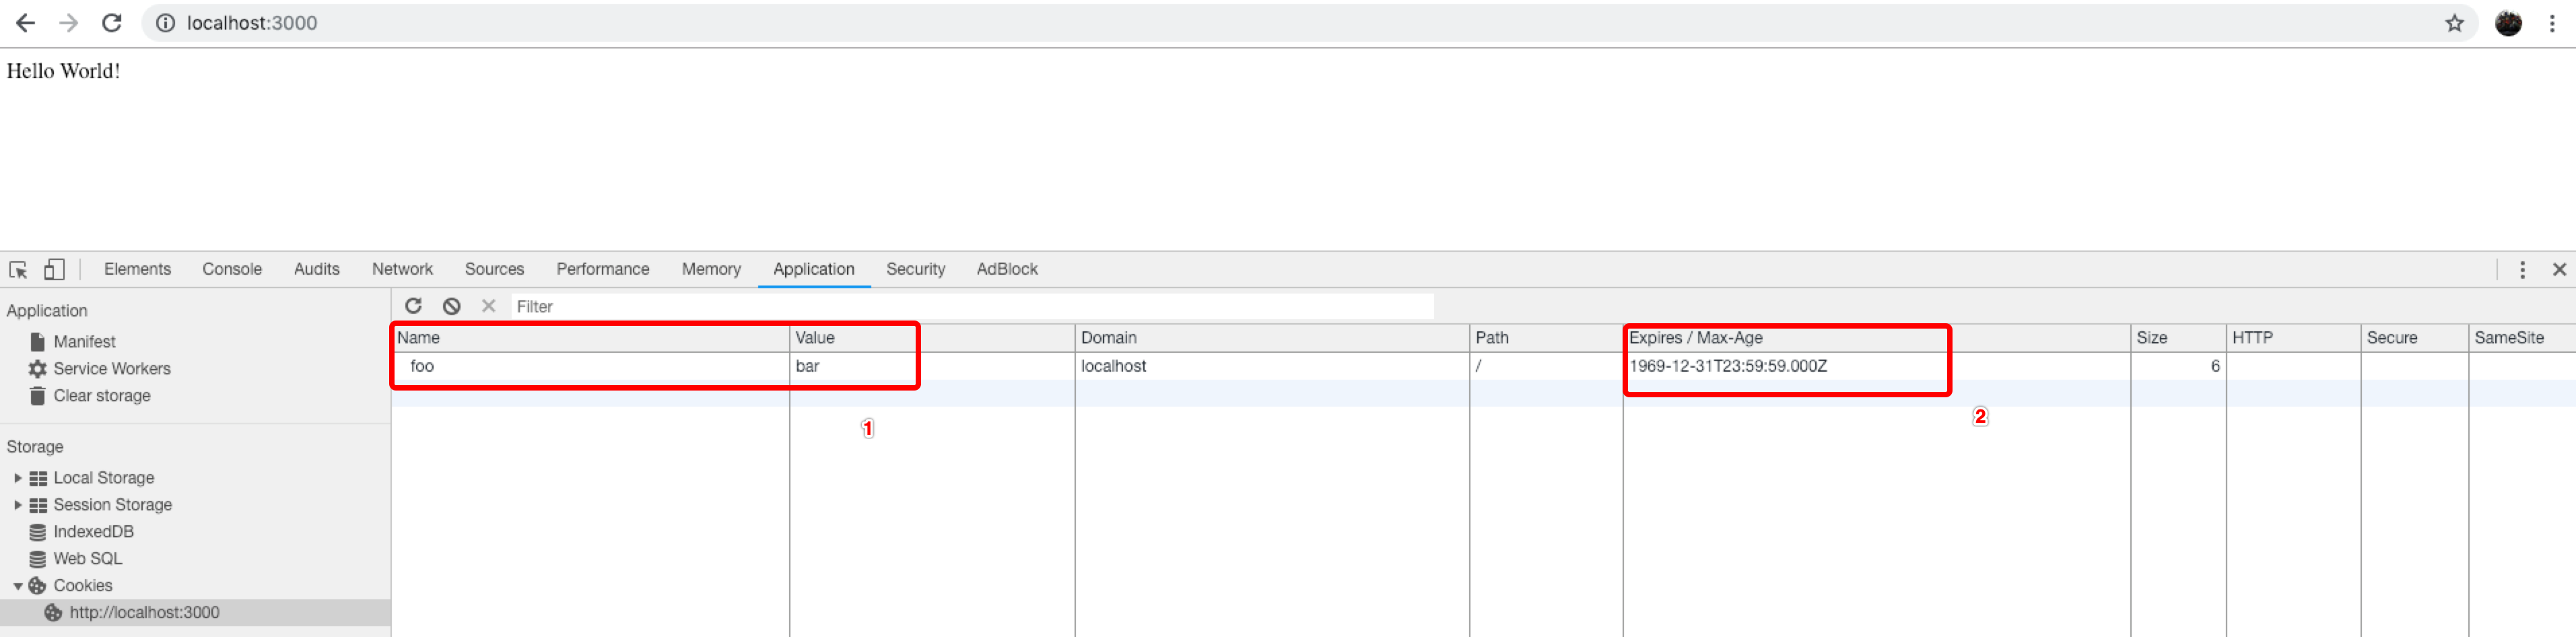 localhost:3000
Hello World!
Elements Console Audits Network Sources Performance Memory Application Security AdBlock
Application
Manifest
Service Workers
Clear storage
Storage
Local Storage
Session Storage
IndexedDB
Web SQL
Cookies
http://localhost:3000
Filter
Name Value Domain Path Expires / Max-Age Size HTTP Secure SameSite
foo bar localhost / 1969-12-31T23:59:59.000Z 6
1
2